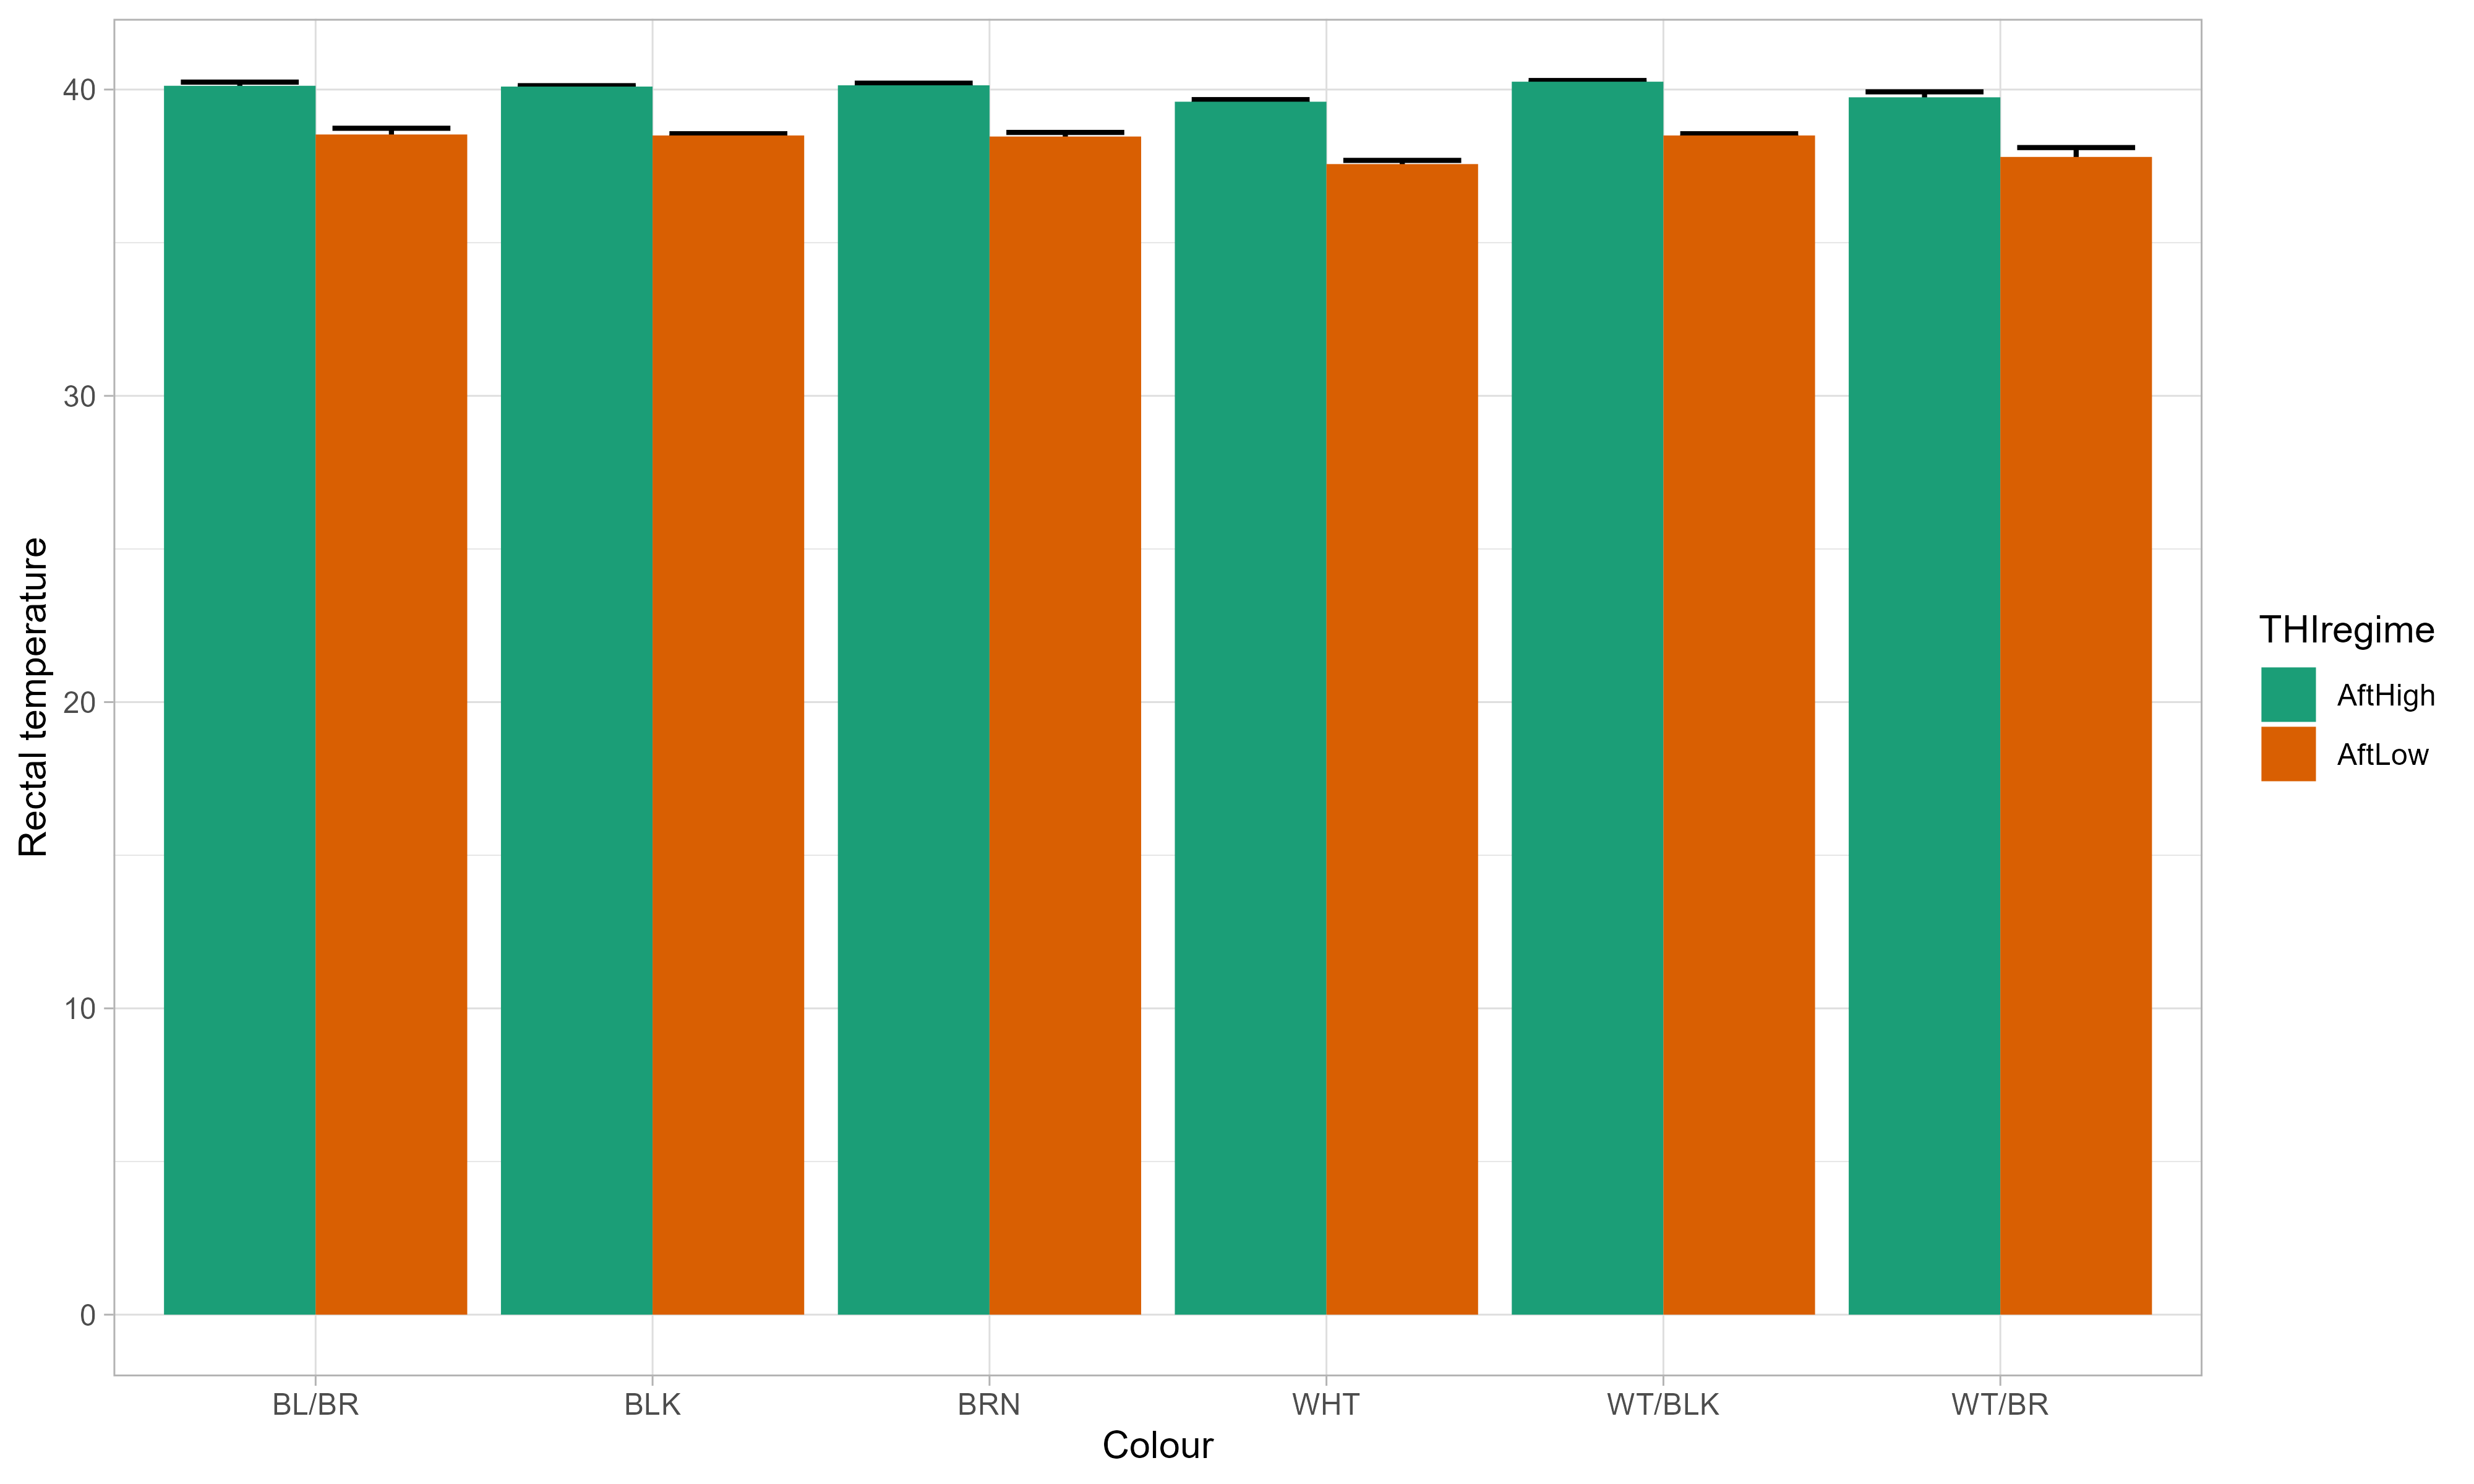 40
30
20
10
0
Rectal temperature
BL/BR BLK BRN WHT WT/BLK WT/BR
Colour
THIregime
AftHigh
AftLow